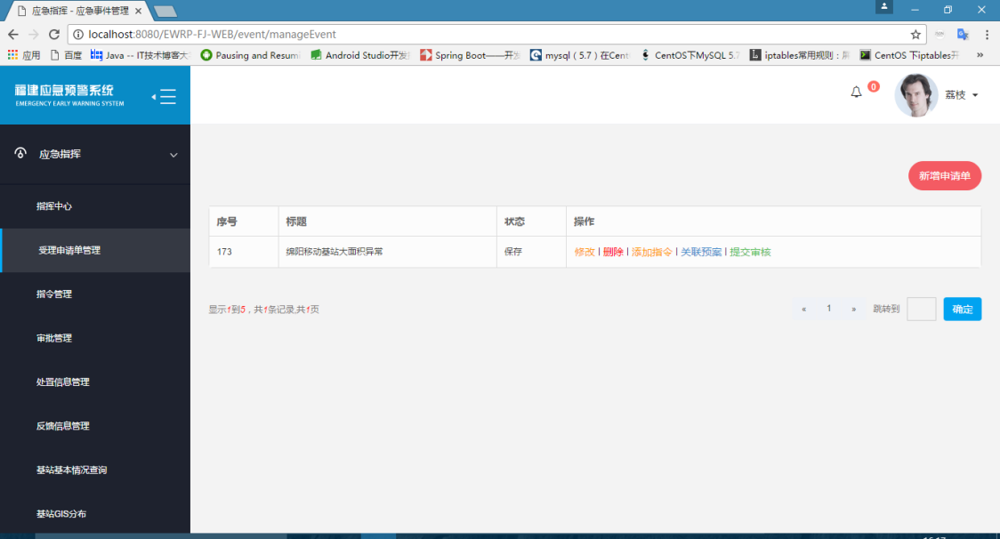 应急指挥 - 应急事件管理
localhost:8080/EWRP-FJ-WEB/event/manageEvent
应用 百度 Java -- IT技术博客大 Pausing and Resumi Android Studio开发 Spring Boot——开发 mysql ( 5.7 ) 在Cent CentOS下MySQL 5.7 iptables常用规则： CentOS 下iptables开 »
福建应急预警系统
EMERGENCY EARLY WARNING SYSTEM
0
荔枝
应急指挥
新增申请单
指挥中心
受理申请单管理
指令管理
审批管理
处置信息管理
反馈信息管理
基站基本情况查询
基站GIS分布
序号 标题 状态 操作
173 绵阳移动基站大面积异常 保存 修改 | 删除 | 添加指令 | 关联预案 | 提交审核
显示1到5，共1条记录,共1页
« 1 » 跳转到 确定